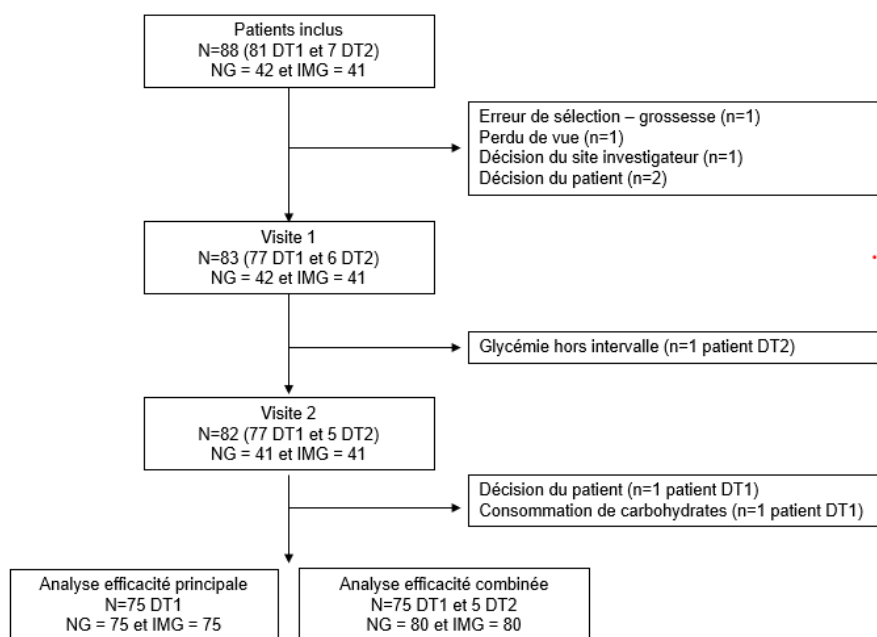 Patients inclus
N=88 (81 DT1 et 7 DT2)
NG = 42 et IMG = 41
Erreur de sélection – grossesse (n=1)
Perdu de vue (n=1)
Décision du site investigateur (n=1)
Décision du patient (n=2)
Visite 1
N=83 (77 DT1 et 6 DT2)
NG = 42 et IMG = 41
Glycémie hors intervalle (n=1 patient DT2)
Visite 2
N=82 (77 DT1 et 5 DT2)
NG = 41 et IMG = 41
Décision du patient (n=1 patient DT1)
Consommation de carbohydrates (n=1 patient DT1)
Analyse efficacité principale
N=75 DT1
NG = 75 et IMG = 75
Analyse efficacité combinée
N=75 DT1 et 5 DT2
NG = 80 et IMG = 80